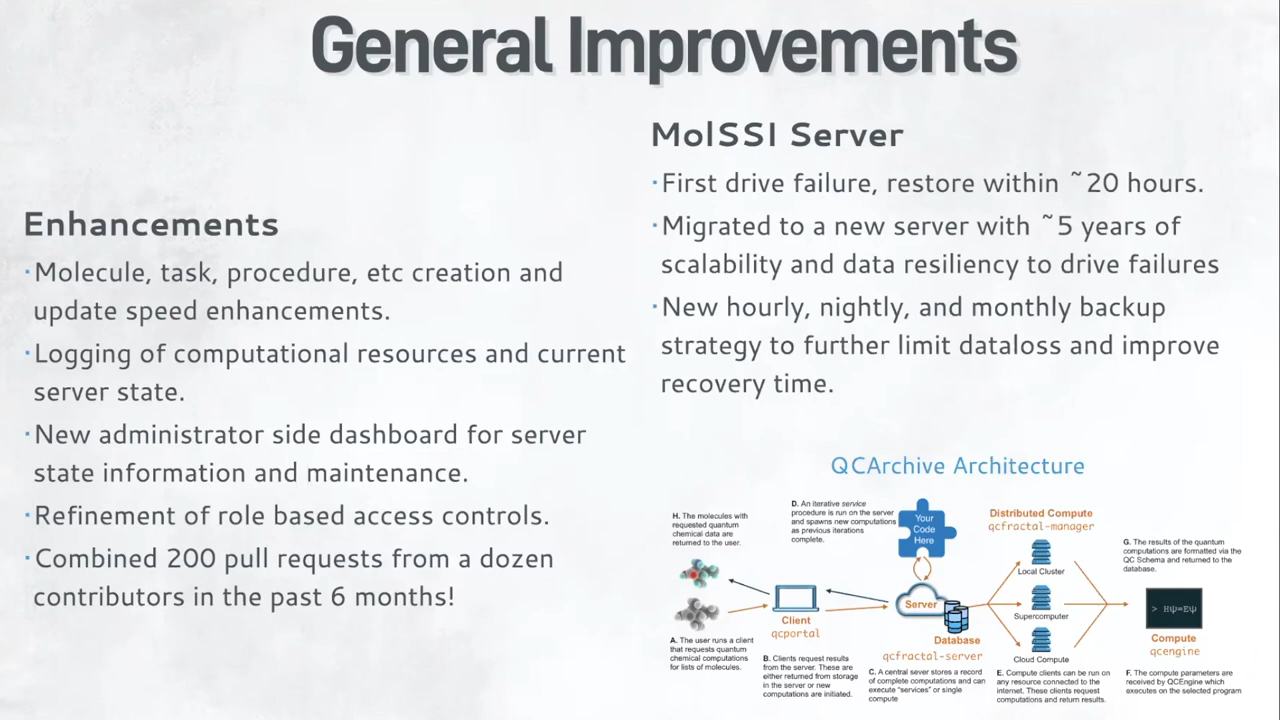 General Improvements
Enhancements
·Molecule, task, procedure, etc creation and
update speed enhancements.
·Logging of computational resources and current
server state.
·New administrator side dashboard for server
state information and maintenance.
·Refinement of role based access controls.
·Combined 200 pull requests from a dozen
contributors in the past 6 months!
MolSSI Server
·First drive failure, restore within ~20 hours.
·Migrated to a new server with ~5 years of
scalability and data resiliency to drive failures
·New hourly, nightly, and monthly backup
strategy to further limit dataloss and improve
recovery time.
QCArchive Architecture
H. The molecules with
requested quantum
chemical data are
returned to the user.
D. An iterative service
procedure is run on the server
and spawns new computations
as previous iterations
complete.
Your
Code
Here
Distributed Compute
qcfractal-manager
Local Cluster
Supercomputer
Cloud Compute
G. The results of the quantum
computations are formatted via the
QC Schema and returned to the
database.
> Hψ=Eψ
Compute
qcengine
Server
Database
qcfractal-server
Client
qcportal
A. The user runs a client
that requests quantum
chemical computations
for lists of molecules.
B. Clients request results
from the server. These are
either returned from storage
in the server or new
computations are initiated.
C. A central sever stores a record
of complete computations and can
execute "services" or single
compute
E. Compute clients can be run on
any resource connected to the
internet. These clients request
computations and return results.
F. The compute parameters are
received by QCEngine which
executes on the selected program